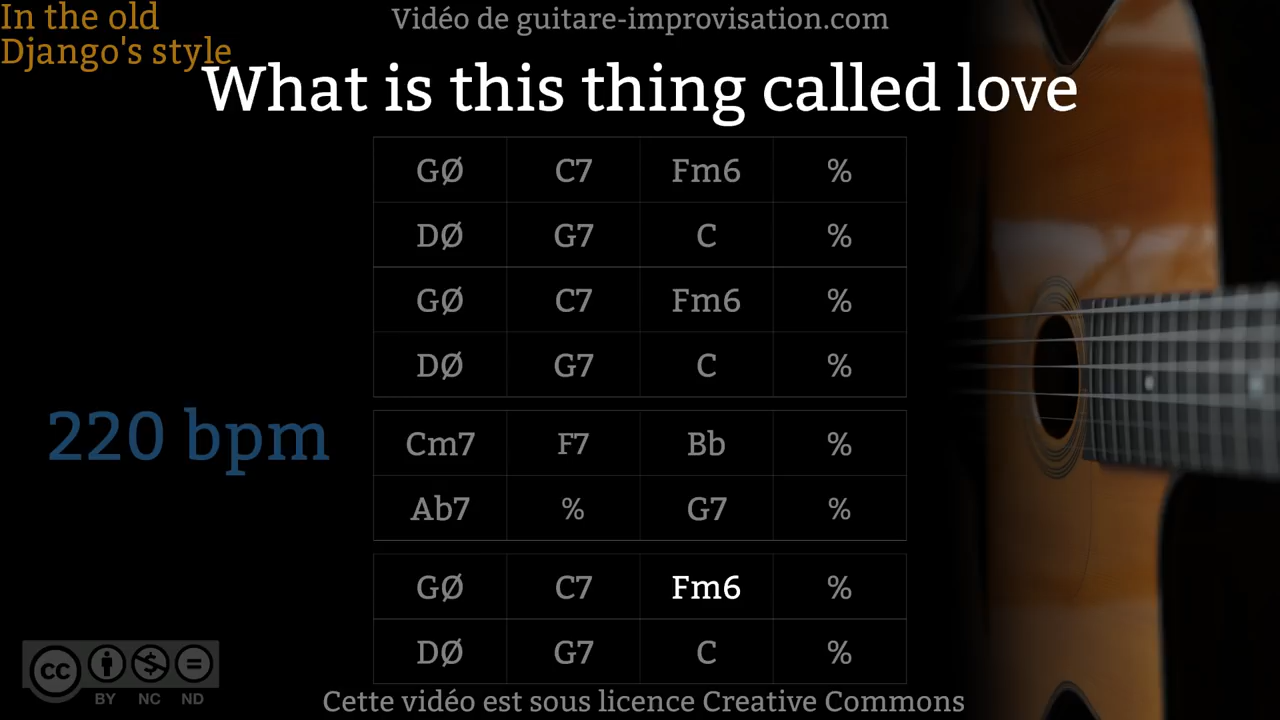 In the old
Django's style
Vidéo de guitare-improvisation.com
What is this thing called love
GØ C7 Fm6 %
DØ G7 C %
GØ C7 Fm6 %
DØ G7 C %
220 bpm
Cm7 F7 Bb %
Ab7 % G7 %
GØ C7 Fm6 %
DØ G7 C %
cc
BY NC ND
Cette vidéo est sous licence Creative Commons